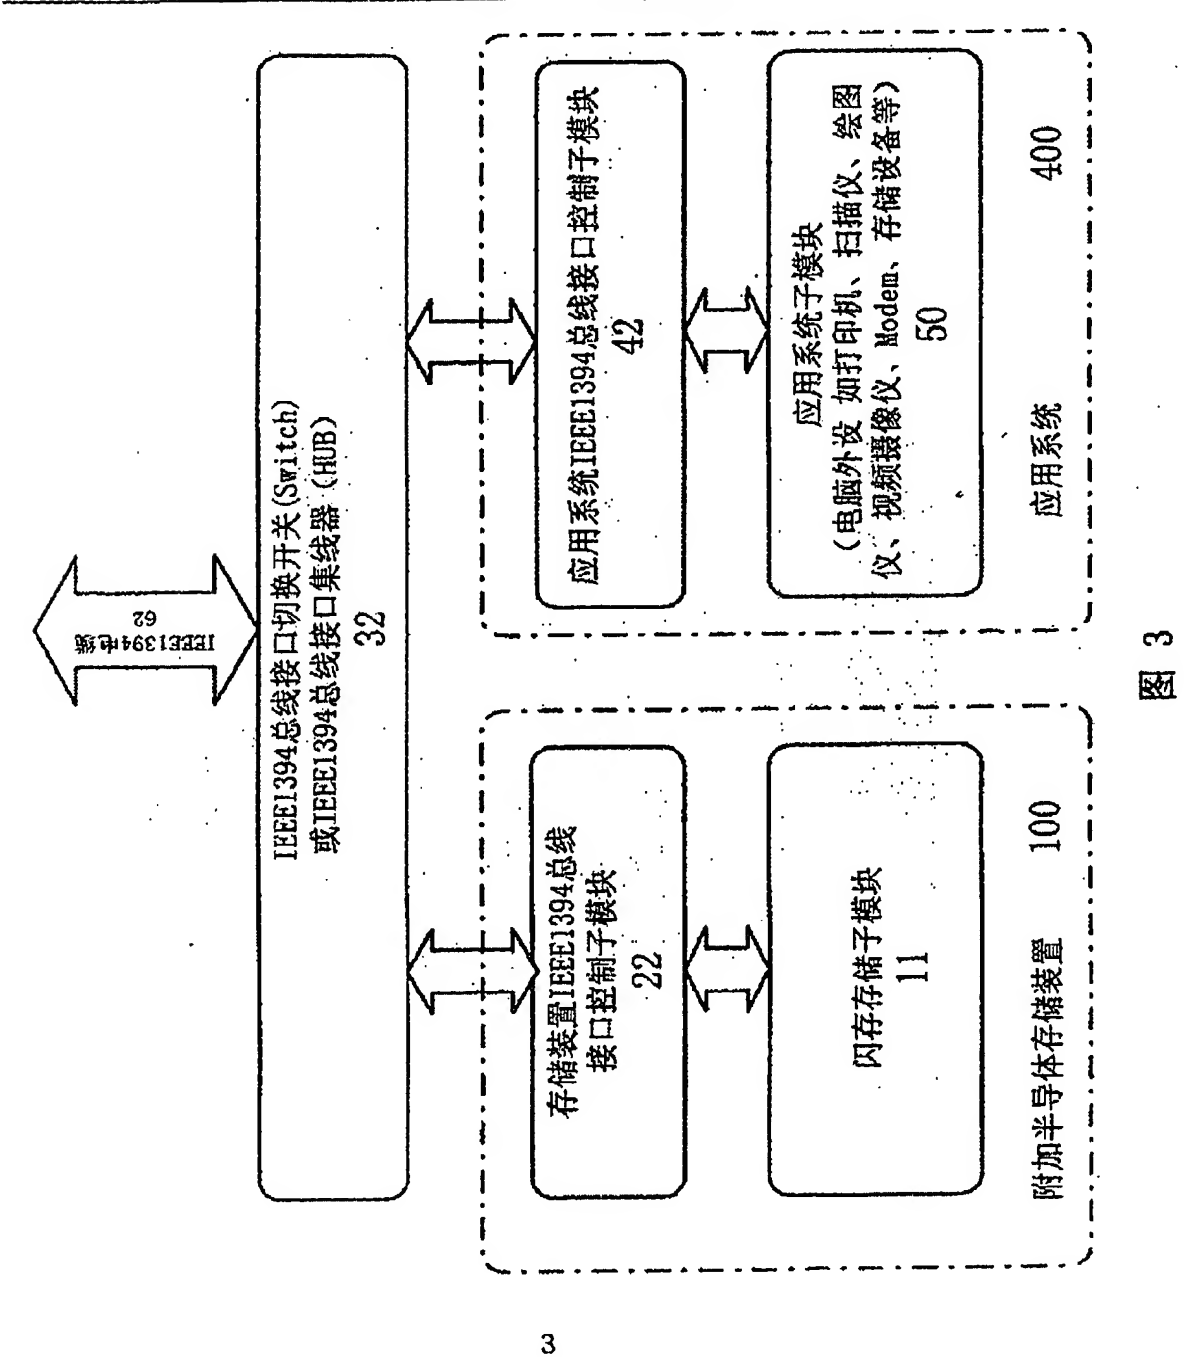 IEEE1394电缆
62
IEEE1394总线接口切换开关(Switch)
或IEEE1394总线接口集线器(HUB)
32
存储装置IEEE1394总线
接口控制子模块
22
应用系统IEEE1394总线接口控制子模块
42
闪存存储子模块
11
应用系统子模块
(电脑外设 如打印机、扫描仪、绘图
仪、视频摄像仪、Modem、存储设备等)
50
附加半导体存储装置 100
应用系统 400
图 3
3